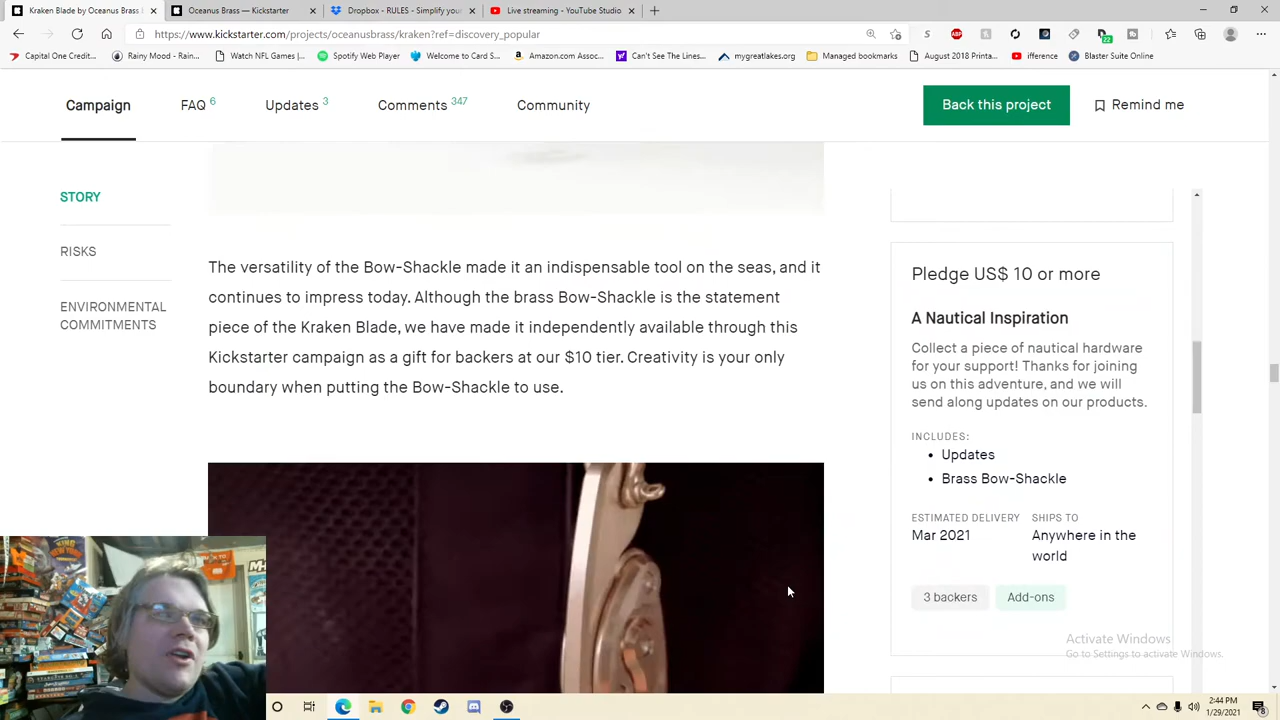 Kraken Blade by Oceanus Brass
Oceanus Brass — Kickstarter
Dropbox - RULES - Simplify your
Live streaming - YouTube Studio
https://www.kickstarter.com/projects/oceanusbrass/kraken?ref=discovery_popular
Capital One Credit...
Rainy Mood - Rain...
Watch NFL Games |...
Spotify Web Player
Welcome to Card S...
Amazon.com Assoc...
Can't See The Lines...
mygreatlakes.org
Managed bookmarks
August 2018 Printa...
ifference
Blaster Suite Online
Campaign
FAQ 6
Updates 3
Comments 347
Community
Back this project
Remind me
STORY
RISKS
ENVIRONMENTAL
COMMITMENTS
The versatility of the Bow-Shackle made it an indispensable tool on the seas, and it
continues to impress today. Although the brass Bow-Shackle is the statement
piece of the Kraken Blade, we have made it independently available through this
Kickstarter campaign as a gift for backers at our $10 tier. Creativity is your only
boundary when putting the Bow-Shackle to use.
Pledge US$ 10 or more
A Nautical Inspiration
Collect a piece of nautical hardware
for your support! Thanks for joining
us on this adventure, and we will
send along updates on our products.
INCLUDES:
• Updates
• Brass Bow-Shackle
ESTIMATED DELIVERY
Mar 2021
SHIPS TO
Anywhere in the
world
3 backers
Add-ons
Activate Windows
Go to Settings to activate Windows.
2:44 PM
1/29/2021